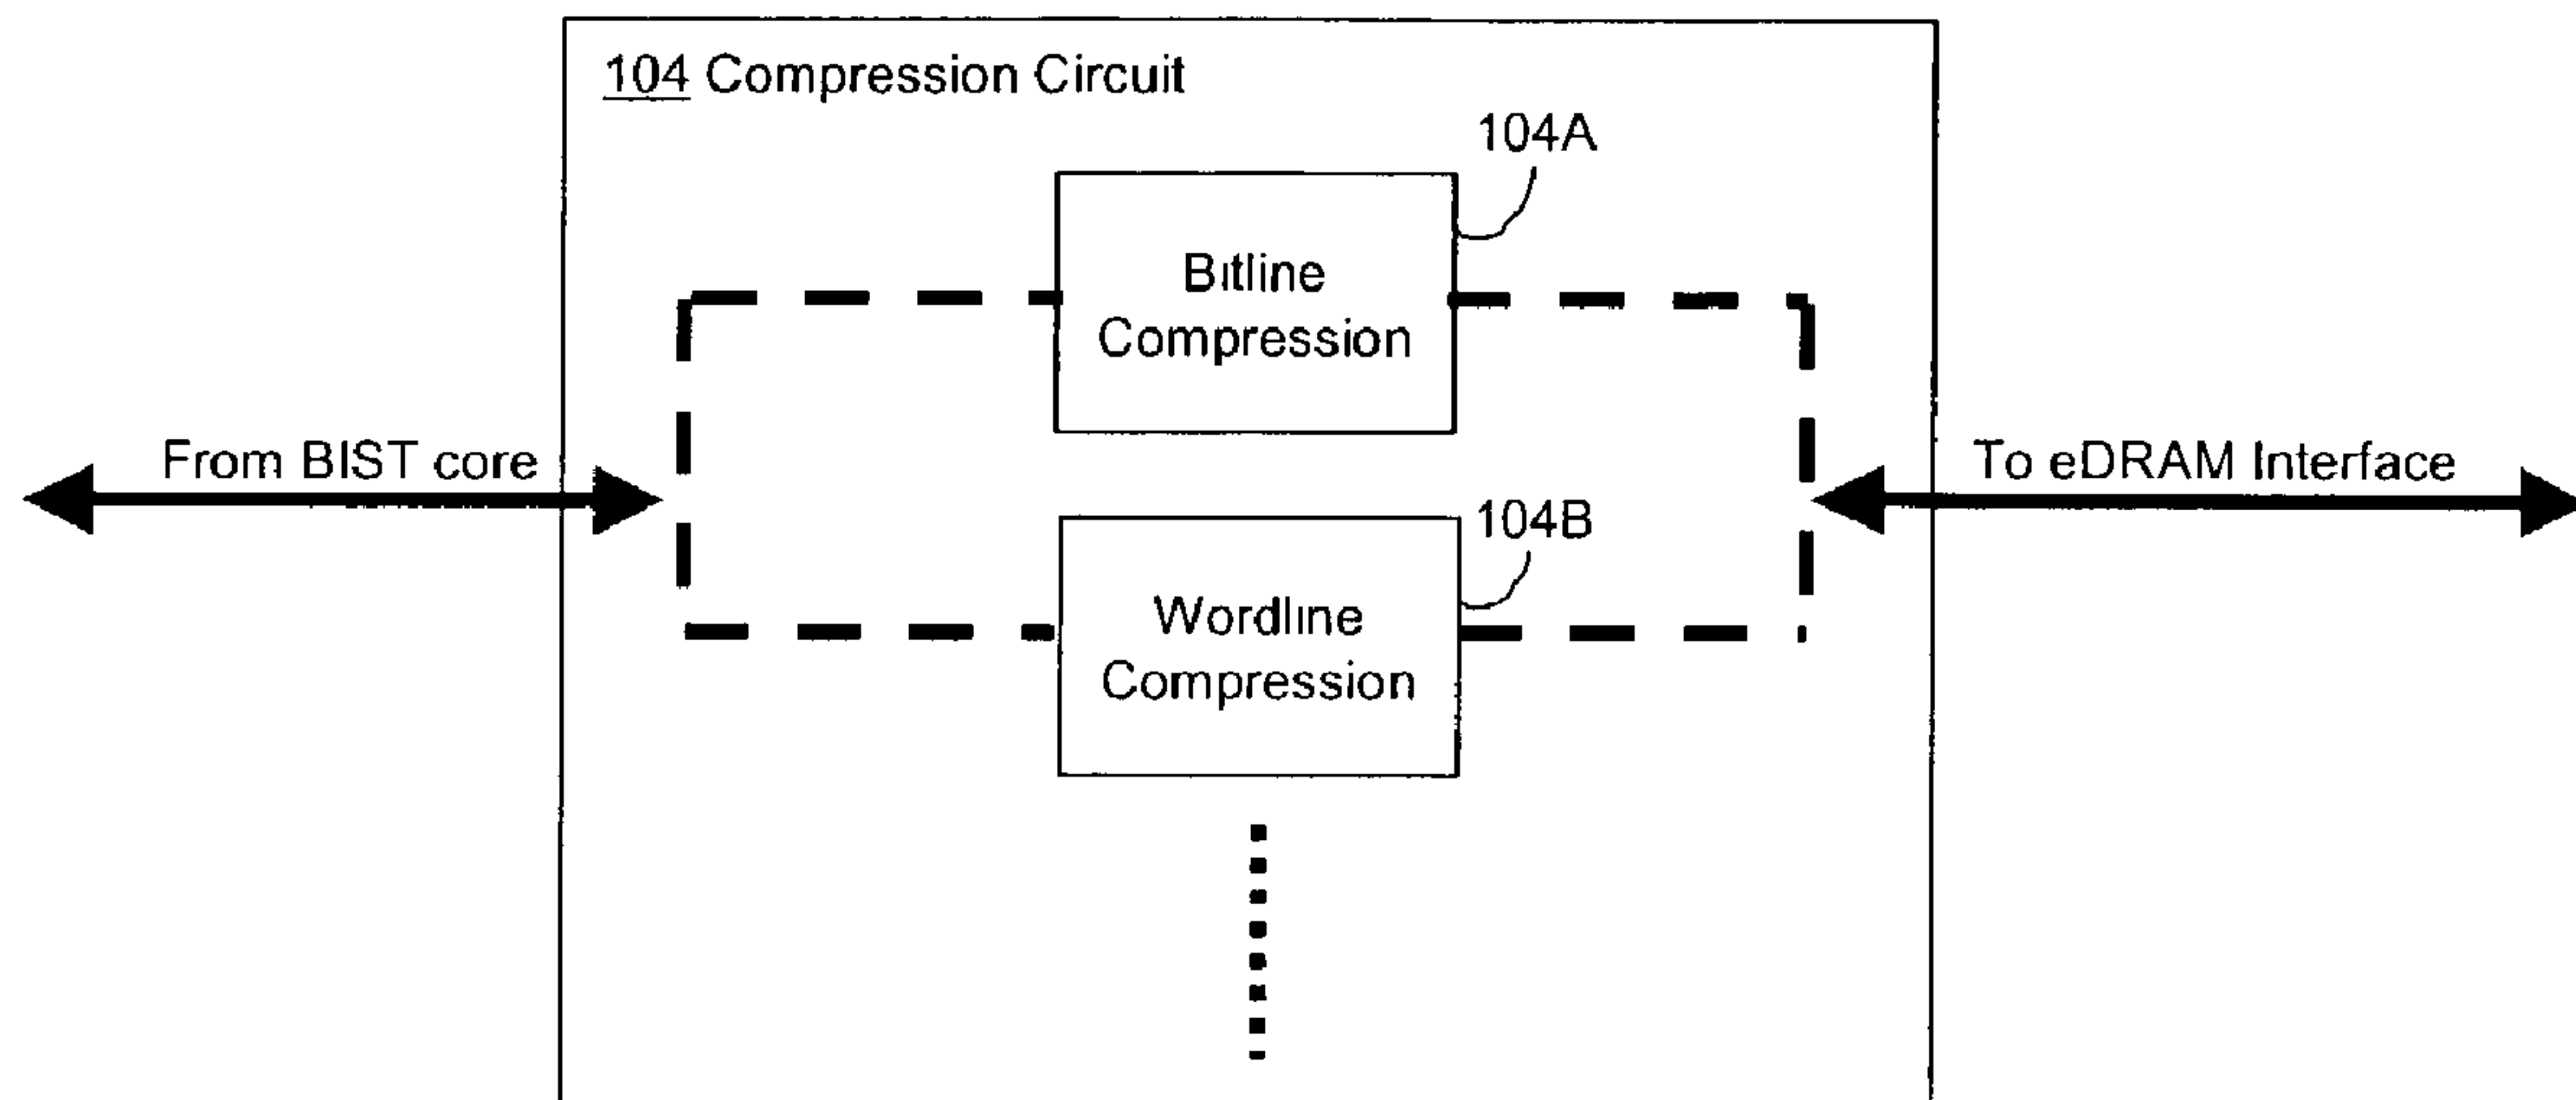 104 Compression Circuit
104A
Bitline
Compression
From BIST core
To eDRAM Interface
104B
Wordline
Compression